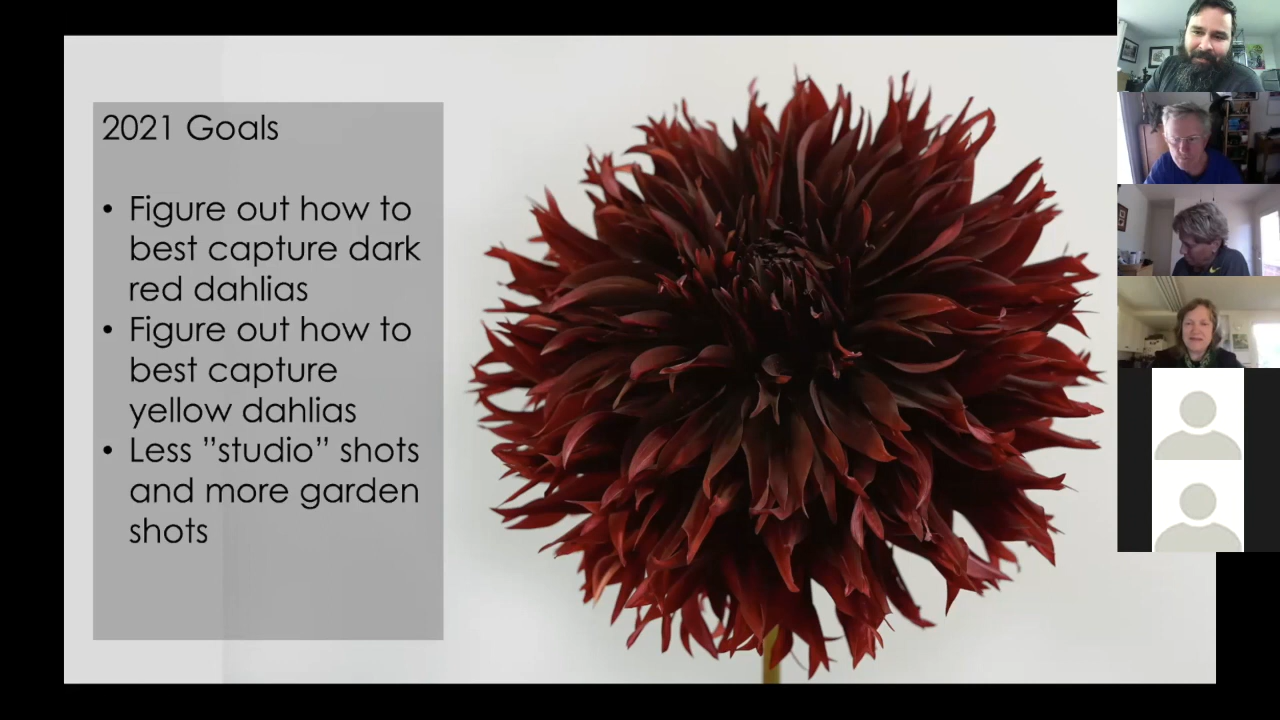 2021 Goals
• Figure out how to
best capture dark
red dahlias
• Figure out how to
best capture
yellow dahlias
• Less ”studio” shots
and more garden
shots